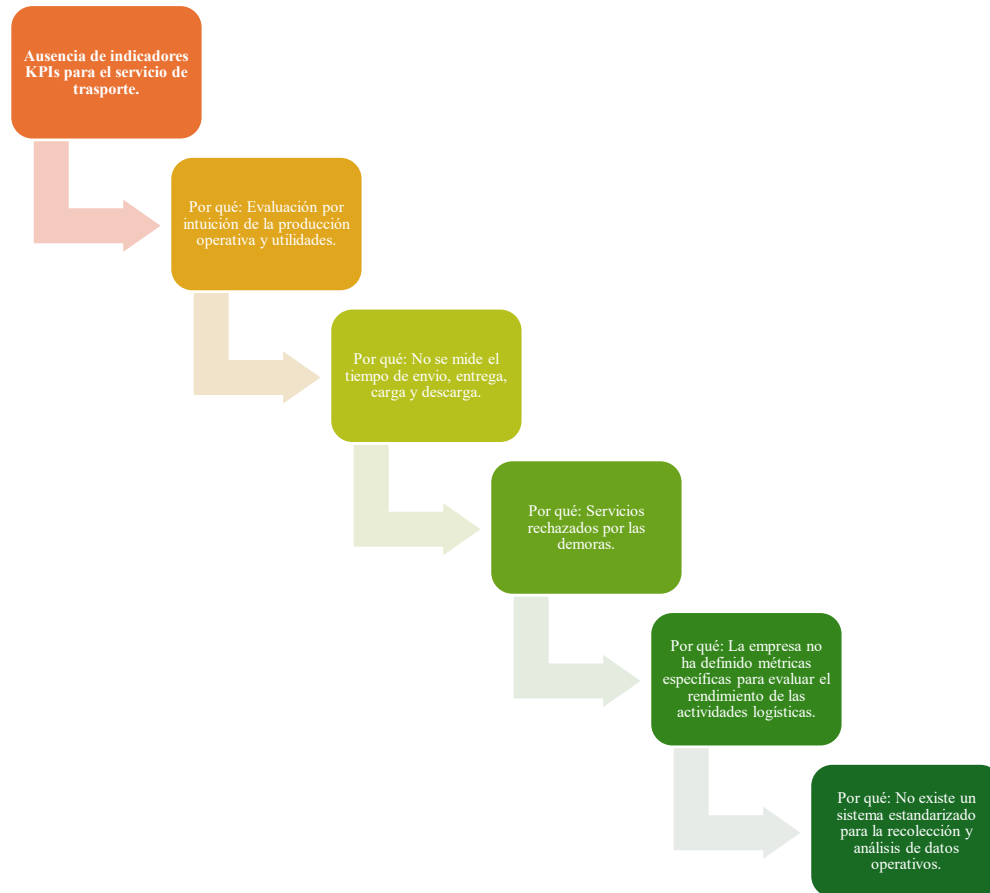 Ausencia de indicadores
KPIs para el servicio de
trasporte.
Por qué: Evaluación por
intuición de la producción
operativa y utilidades.
Por qué: No se mide el
tiempo de envio, entrega,
carga y descarga.
Por qué: Servicios
rechazados por las
demoras.
Por qué: La empresa no
ha definido métricas
específicas para evaluar el
rendimiento de las
actividades logísticas.
Por qué: No existe un
sistema estandarizado
para la recolección y
análisis de datos
operativos.